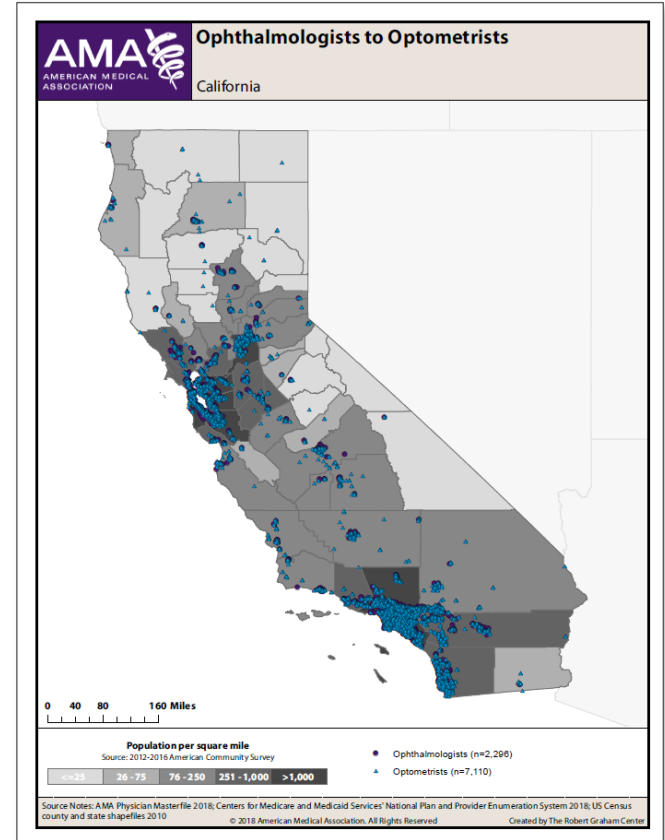 AMA
AMERICAN MEDICAL
ASSOCIATION
Ophthalmologists to Optometrists
California
0 40 80 160 Miles
Population per square mile
Source: 2012-2016 American Community Survey
<=25 26 - 75 76 - 250 251 - 1,000 >1,000
Ophthalmologists (n=2,296)
Optometrists (n=7,110)
Source Notes: AMA Physician Masterfile 2018; Centers for Medicare and Medicaid Services' National Plan and Provider Enumeration System 2018; US Census
county and state shapefiles 2010
© 2018 American Medical Association. All Rights Reserved
Created by The Robert Graham Center